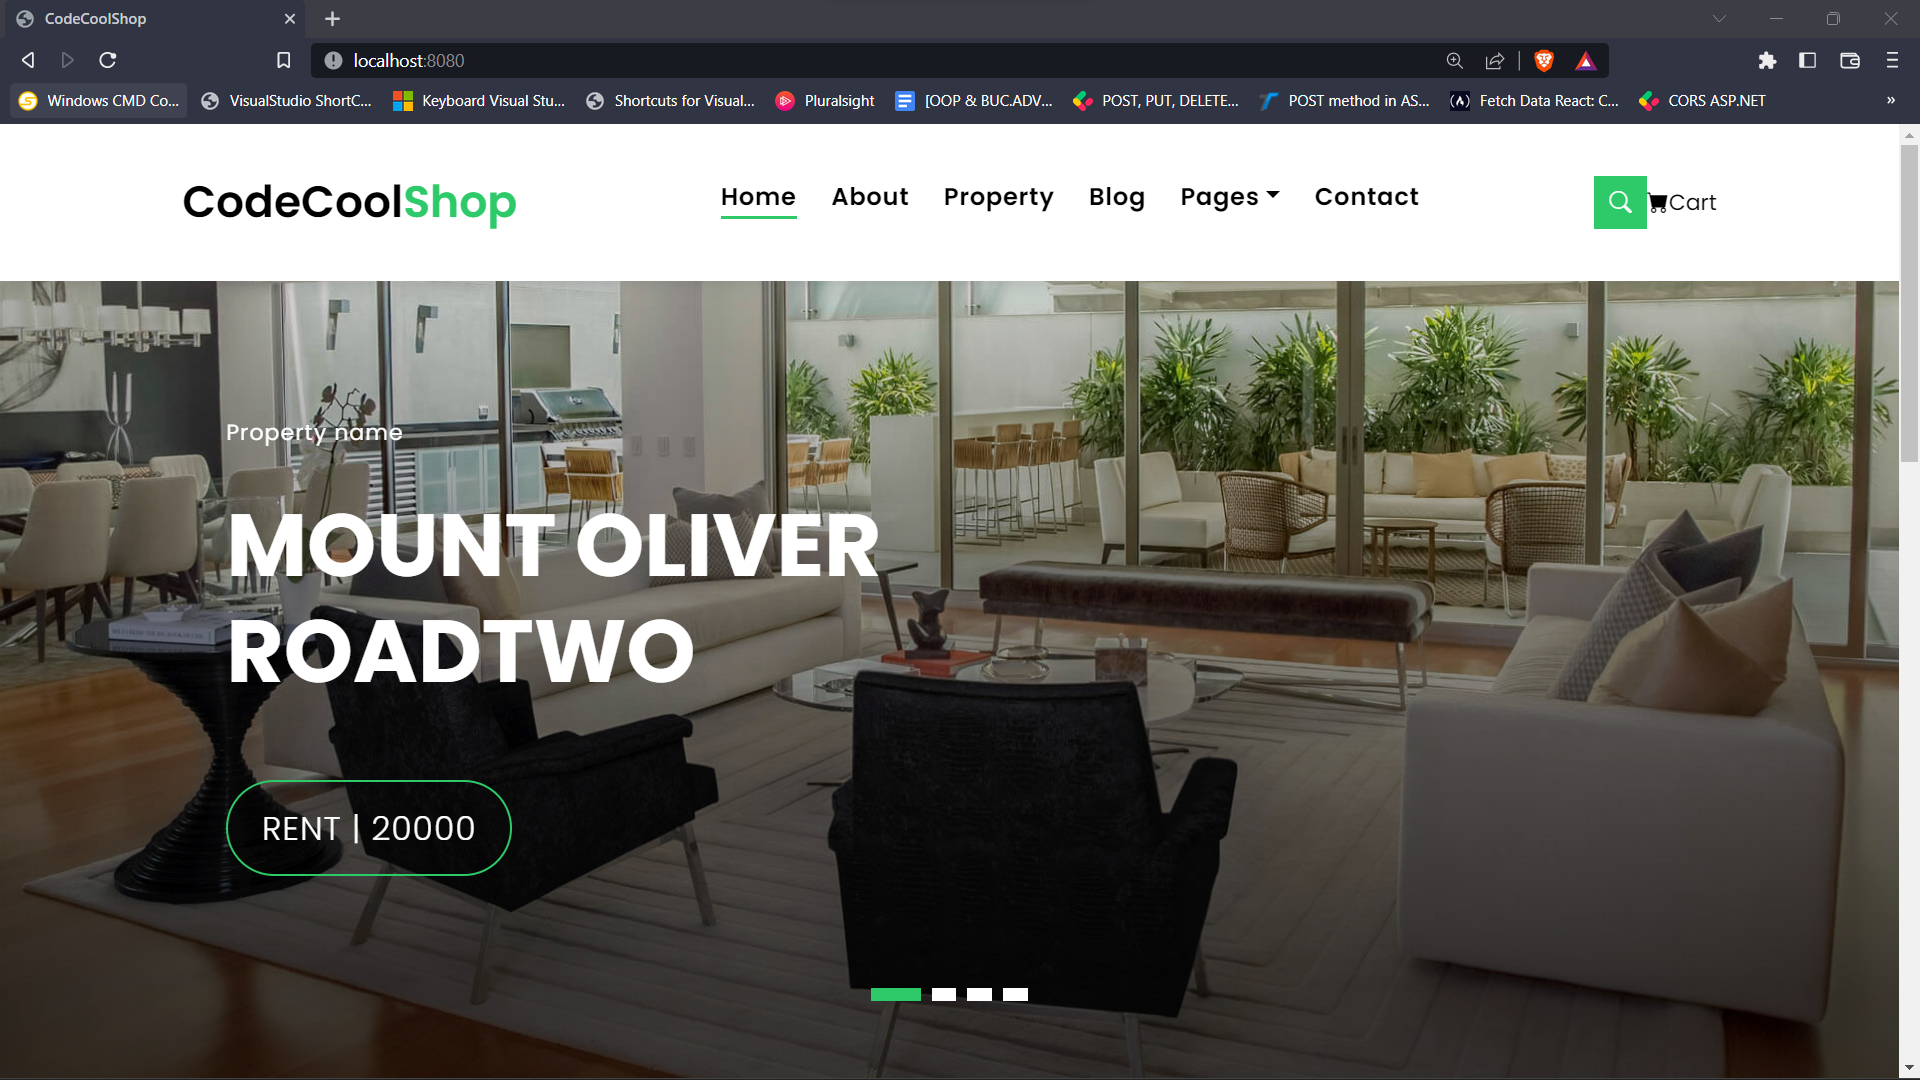 CodeCoolShop
localhost:8080
Windows CMD Co...
VisualStudio ShortC...
Keyboard Visual Stu...
Shortcuts for Visual...
Pluralsight
[OOP & BUC.ADV...
POST, PUT, DELETE...
POST method in AS...
Fetch Data React: C...
CORS ASP.NET
»
CodeCoolShop
Home
About
Property
Blog
Pages
Contact
Cart
Property name
MOUNT OLIVER
ROADTWO
RENT | 20000